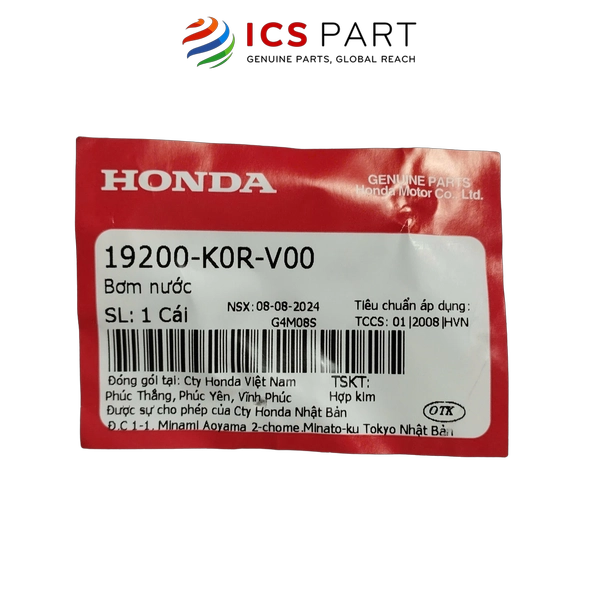 ICS PART
GENUINE PARTS, GLOBAL REACH
HONDA
GENUINE PARTS
Honda Motor Co., Ltd.
19200-K0R-V00
Bơm nước
SL: 1 Cái
NSX: 08-08-2024
G4M08S
Tiêu chuẩn áp dụng:
TCCS: 01|2008|HVN
Đóng gói tại: Cty Honda Việt Nam
Phúc Thắng, Phúc Yên, Vĩnh Phúc
TSKT:
Hợp kim
Được sự cho phép của Cty Honda Nhật Bản
Đ.C 1-1, Minami Aoyama 2-chome,Minato-ku Tokyo Nhật Bản
OTK